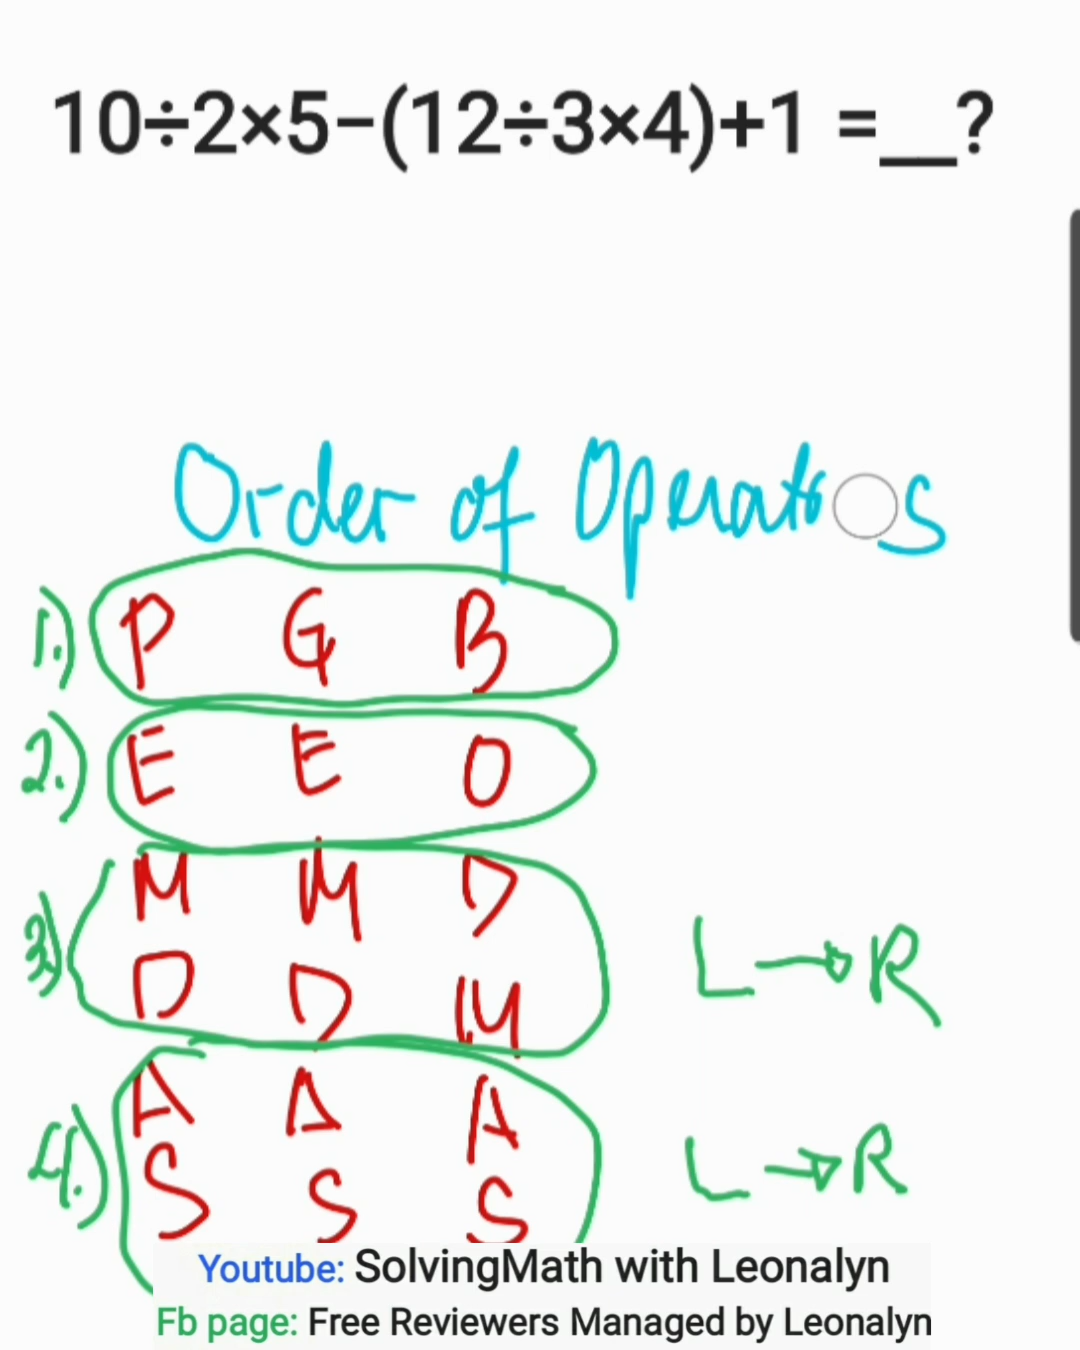 10÷2×5−(12÷3×4)+1 =__?
Order of Operatios
1.) P G B
2.) E E O
3.) M M D
D D M L→R
4.) A A A
S S S L→R
Youtube: SolvingMath with Leonalyn
Fb page: Free Reviewers Managed by Leonalyn